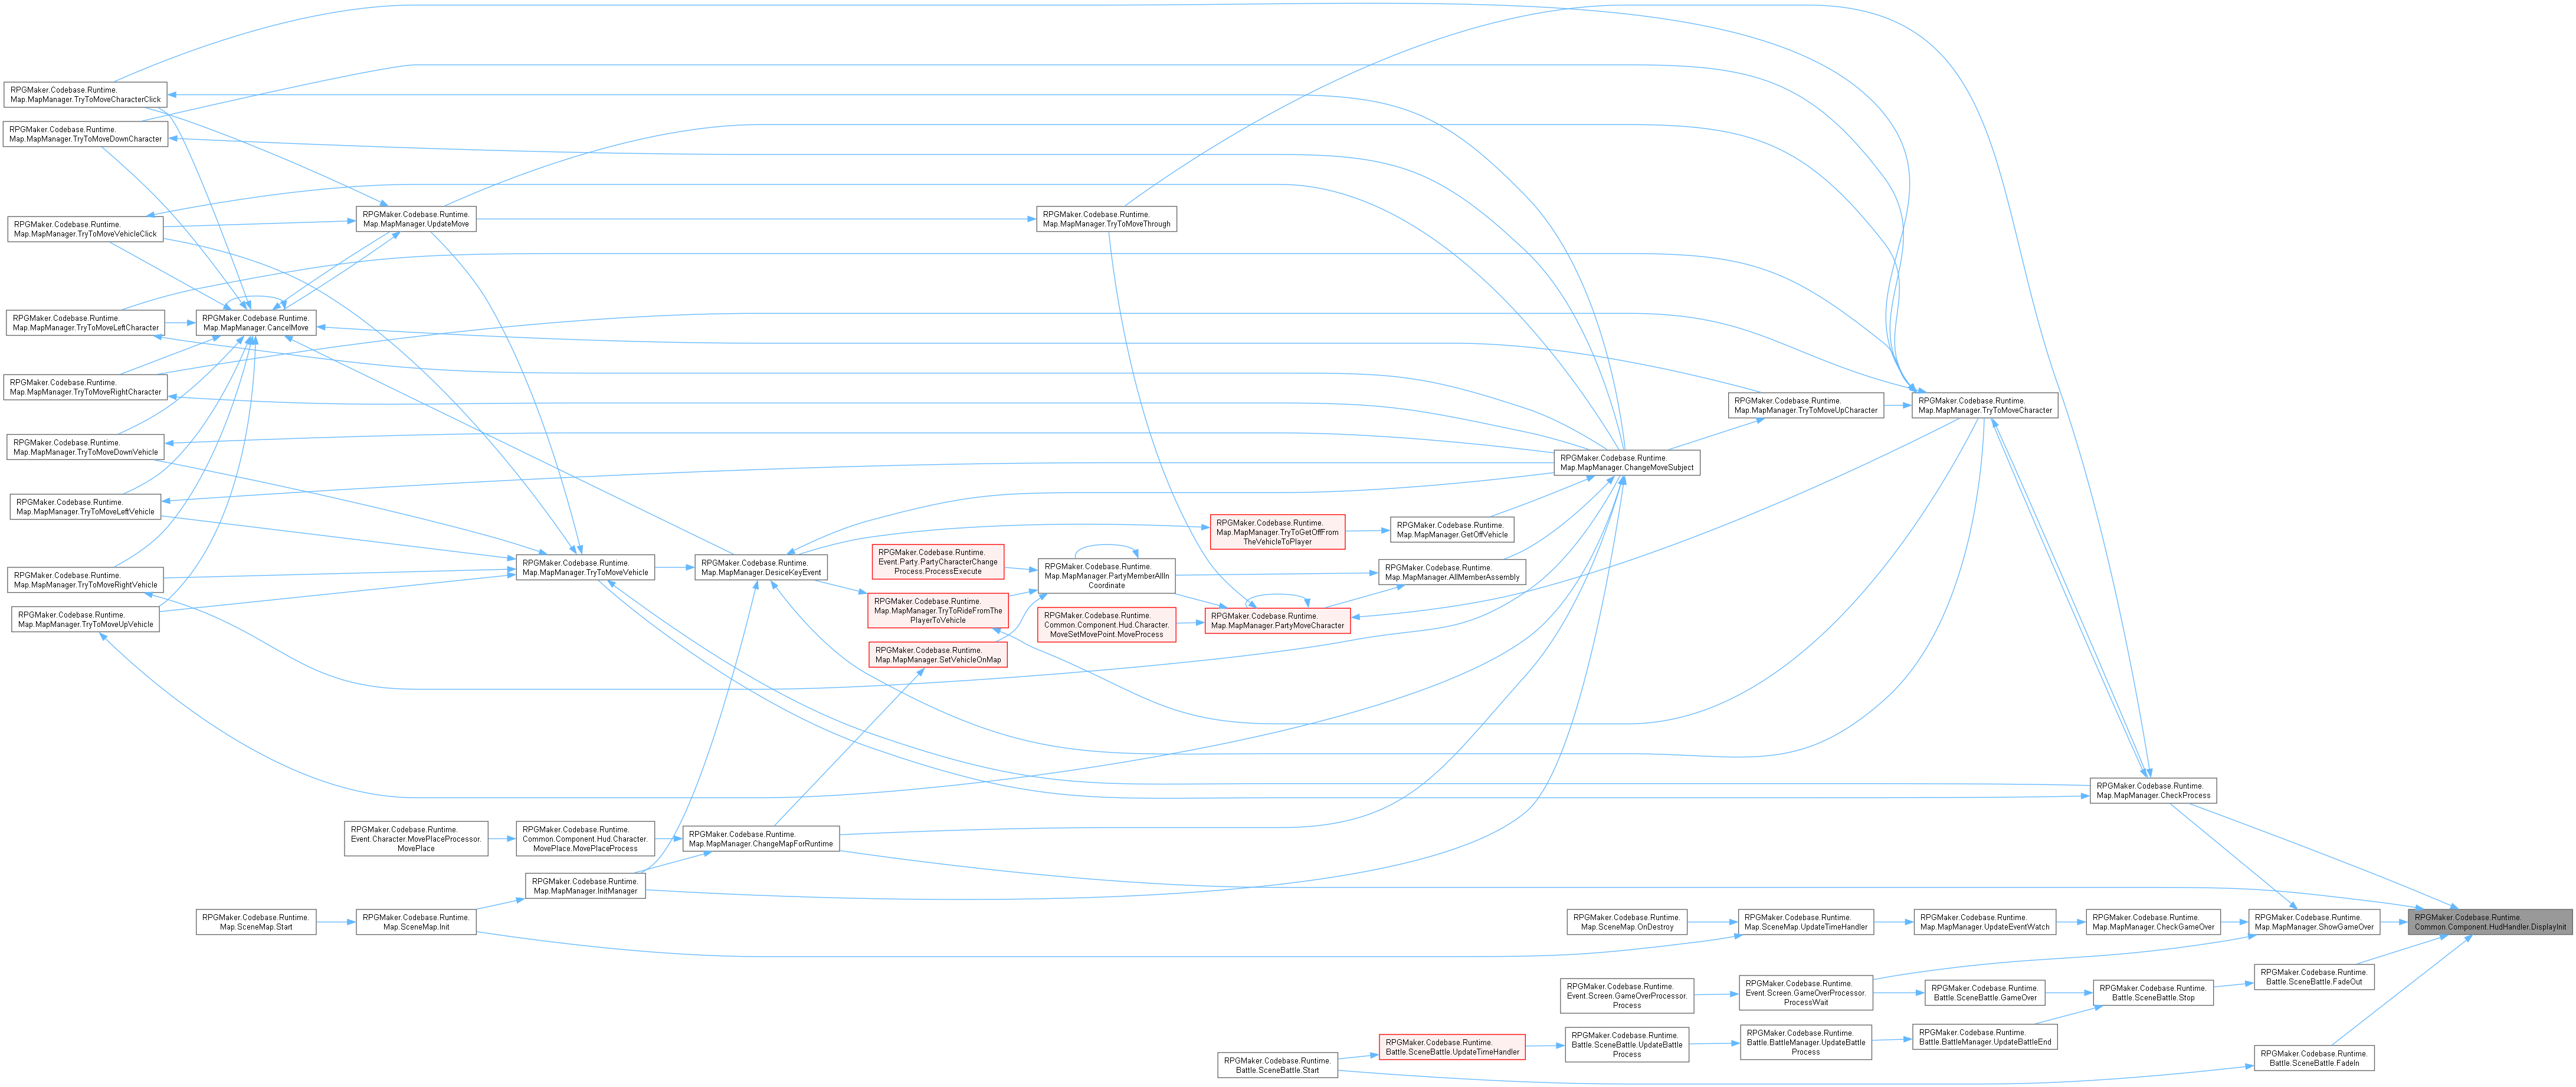 RPGMaker.Codebase.Runtime.
Map.MapManager.TryToMoveCharacterClick
RPGMaker.Codebase.Runtime.
Map.MapManager.TryToMoveDownCharacter
RPGMaker.Codebase.Runtime.
Map.MapManager.TryToMoveVehicleClick
RPGMaker.Codebase.Runtime.
Map.MapManager.UpdateMove
RPGMaker.Codebase.Runtime.
Map.MapManager.TryToMoveThrough
RPGMaker.Codebase.Runtime.
Map.MapManager.TryToMoveLeftCharacter
RPGMaker.Codebase.Runtime.
Map.MapManager.CancelMove
RPGMaker.Codebase.Runtime.
Map.MapManager.TryToMoveRightCharacter
RPGMaker.Codebase.Runtime.
Map.MapManager.TryToMoveUpCharacter
RPGMaker.Codebase.Runtime.
Map.MapManager.TryToMoveCharacter
RPGMaker.Codebase.Runtime.
Map.MapManager.TryToMoveDownVehicle
RPGMaker.Codebase.Runtime.
Map.MapManager.ChangeMoveSubject
RPGMaker.Codebase.Runtime.
Map.MapManager.TryToMoveLeftVehicle
RPGMaker.Codebase.Runtime.
Map.MapManager.TryToGetOffFrom
TheVehicleToPlayer
RPGMaker.Codebase.Runtime.
Map.MapManager.GetOffVehicle
RPGMaker.Codebase.Runtime.
Map.MapManager.TryToMoveRightVehicle
RPGMaker.Codebase.Runtime.
Map.MapManager.TryToMoveVehicle
RPGMaker.Codebase.Runtime.
Map.MapManager.DesiceKeyEvent
RPGMaker.Codebase.Runtime.
Event.Party.PartyCharacterChange
Process.ProcessExecute
RPGMaker.Codebase.Runtime.
Map.MapManager.PartyMemberAllIn
Coordinate
RPGMaker.Codebase.Runtime.
Map.MapManager.AllMemberAssembly
RPGMaker.Codebase.Runtime.
Map.MapManager.TryToMoveUpVehicle
RPGMaker.Codebase.Runtime.
Map.MapManager.TryToRideFromThe
PlayerToVehicle
RPGMaker.Codebase.Runtime.
Common.Component.Hud.Character.
MoveSetMovePoint.MoveProcess
RPGMaker.Codebase.Runtime.
Map.MapManager.PartyMoveCharacter
RPGMaker.Codebase.Runtime.
Map.MapManager.SetVehicleOnMap
RPGMaker.Codebase.Runtime.
Map.MapManager.CheckProcess
RPGMaker.Codebase.Runtime.
Event.Character.MovePlaceProcessor.
MovePlace
RPGMaker.Codebase.Runtime.
Common.Component.Hud.Character.
MovePlace.MovePlaceProcess
RPGMaker.Codebase.Runtime.
Map.MapManager.ChangeMapForRuntime
RPGMaker.Codebase.Runtime.
Map.MapManager.InitManager
RPGMaker.Codebase.Runtime.
Map.SceneMap.Start
RPGMaker.Codebase.Runtime.
Map.SceneMap.Init
RPGMaker.Codebase.Runtime.
Map.SceneMap.OnDestroy
RPGMaker.Codebase.Runtime.
Map.SceneMap.UpdateTimeHandler
RPGMaker.Codebase.Runtime.
Map.MapManager.UpdateEventWatch
RPGMaker.Codebase.Runtime.
Map.MapManager.CheckGameOver
RPGMaker.Codebase.Runtime.
Map.MapManager.ShowGameOver
RPGMaker.Codebase.Runtime.
Common.Component.HudHandler.DisplayInit
RPGMaker.Codebase.Runtime.
Event.Screen.GameOverProcessor.
Process
RPGMaker.Codebase.Runtime.
Event.Screen.GameOverProcessor.
ProcessWait
RPGMaker.Codebase.Runtime.
Battle.SceneBattle.GameOver
RPGMaker.Codebase.Runtime.
Battle.SceneBattle.Stop
RPGMaker.Codebase.Runtime.
Battle.SceneBattle.FadeOut
RPGMaker.Codebase.Runtime.
Battle.SceneBattle.Start
RPGMaker.Codebase.Runtime.
Battle.SceneBattle.UpdateTimeHandler
RPGMaker.Codebase.Runtime.
Battle.SceneBattle.UpdateBattle
Process
RPGMaker.Codebase.Runtime.
Battle.BattleManager.UpdateBattle
Process
RPGMaker.Codebase.Runtime.
Battle.BattleManager.UpdateBattleEnd
RPGMaker.Codebase.Runtime.
Battle.SceneBattle.FadeIn